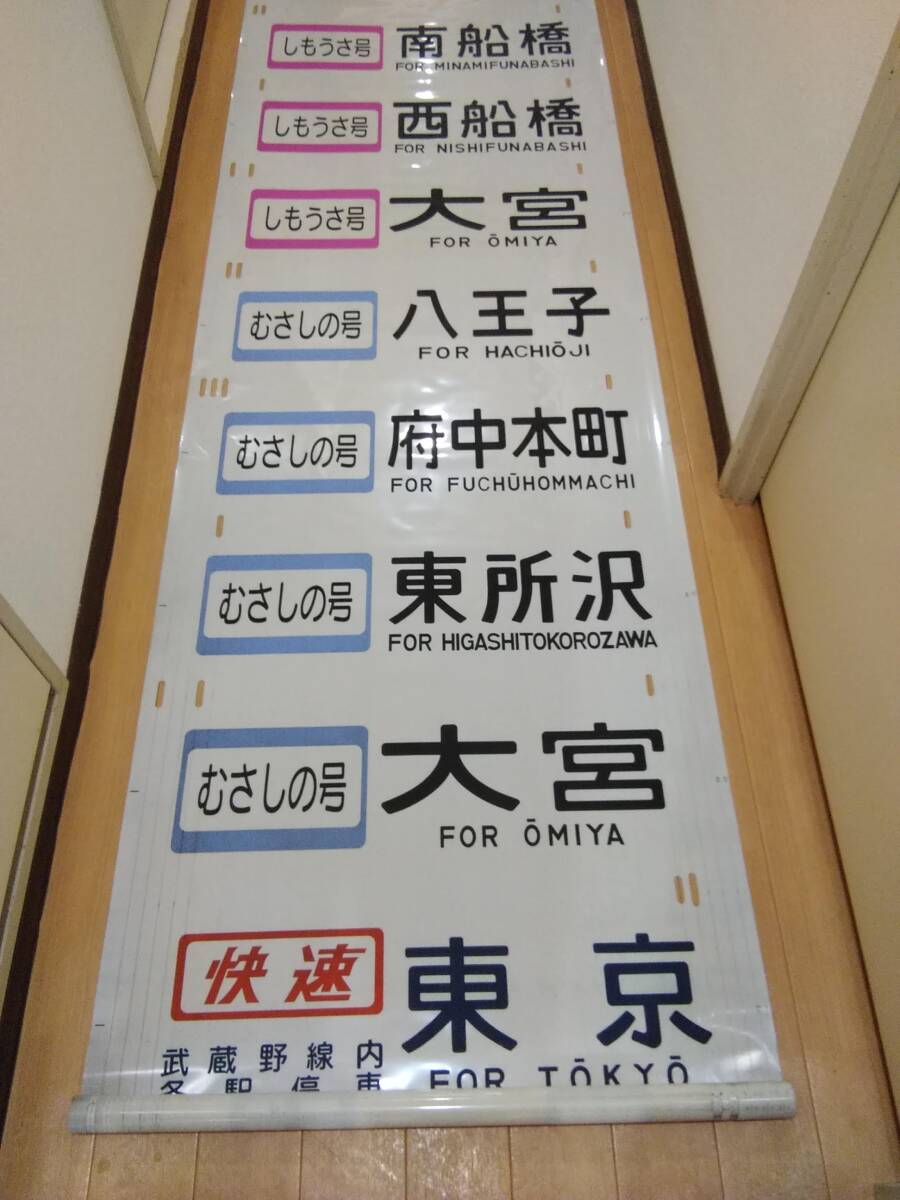 しもうさ号 南船橋
FOR MINAMIFUNABASHI
しもうさ号 西船橋
FOR NISHIFUNABASHI
しもうさ号 大宮
FOR ŌMIYA
むさしの号 八王子
FOR HACHIŌJI
むさしの号 府中本町
FOR FUCHŪHOMMACHI
むさしの号 東所沢
FOR HIGASHITOKOROZAWA
むさしの号 大宮
FOR ŌMIYA
快速 東京
武蔵野線内
各駅停車 FOR TŌKYŌ